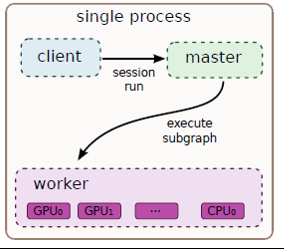 single process
client
master
session
run
execute
subgraph
worker
GPU₀ GPU₁ ... CPU₀